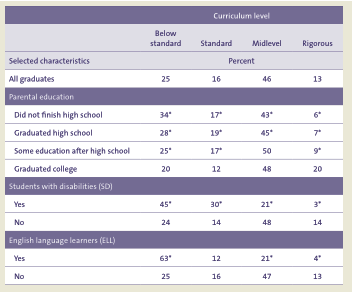 Curriculum level
Below standard Standard Midlevel Rigorous
Selected characteristics Percent
All graduates 25 16 46 13
Parental education
Did not finish high school 34* 17* 43* 6*
Graduated high school 28* 19* 45* 7*
Some education after high school 25* 17* 50 9*
Graduated college 20 12 48 20
Students with disabilities (SD)
Yes 45* 30* 21* 3*
No 24 14 48 14
English language learners (ELL)
Yes 63* 12 21* 4*
No 25 16 47 13